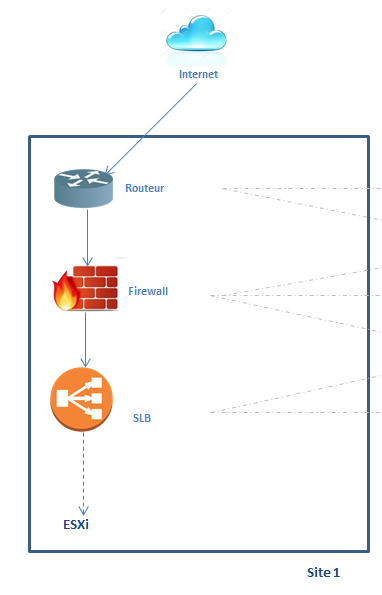 Internet
Routeur
Firewall
SLB
ESXi
Site 1